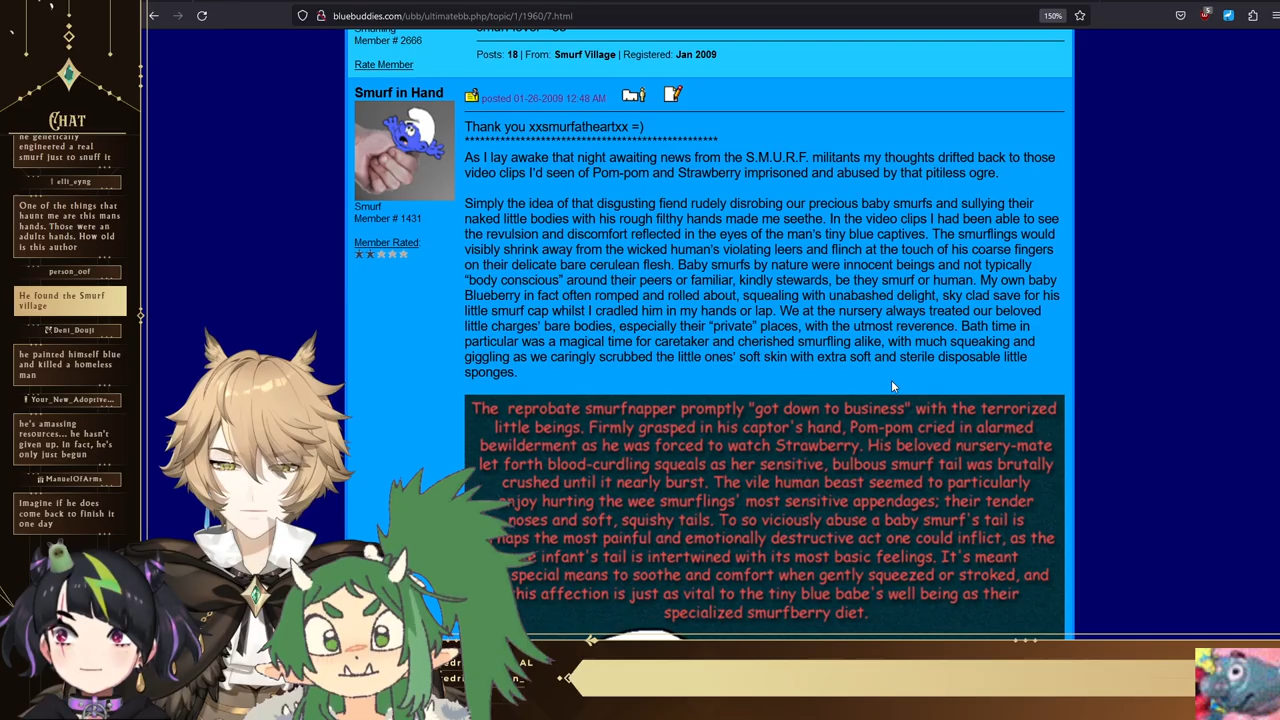 bluebuddies.com/ubb/ultimatebb.php/topic/1/1960/7.html
150%
5
Member # 2666
Rate Member
Posts: 18 | From: Smurf Village | Registered: Jan 2009
CHAT
he genetically
engineered a real
smurf just to snuff it
elli_eyng
One of the things that
haunt me are this mans
hands. Those were an
adults hands. How old
is this author
person_oof
He found the Smurf
village
Deni_Douji
he painted himself blue
and killed a homeless
man
Your_New_Adoptive...
he's amassing
resources... he hasn't
given up. In fact, he's
only just begun
ManuelOfArms
Imagine if he does
come back to finish it
one day
Smurf in Hand
Smurf
Member # 1431
Member Rated:
posted 01-26-2009 12:48 AM
Thank you xxsmurfatheartxx =)
**************************************************
As I lay awake that night awaiting news from the S.M.U.R.F. militants my thoughts drifted back to those
video clips I'd seen of Pom-pom and Strawberry imprisoned and abused by that pitiless ogre.
Simply the idea of that disgusting fiend rudely disrobing our precious baby smurfs and sullying their
naked little bodies with his rough filthy hands made me seethe. In the video clips I had been able to see
the revulsion and discomfort reflected in the eyes of the man's tiny blue captives. The smurflings would
visibly shrink away from the wicked human's violating leers and flinch at the touch of his coarse fingers
on their delicate bare cerulean flesh. Baby smurfs by nature were innocent beings and not typically
“body conscious” around their peers or familiar, kindly stewards, be they smurf or human. My own baby
Blueberry in fact often romped and rolled about, squealing with unabashed delight, sky clad save for his
little smurf cap whilst I cradled him in my hands or lap. We at the nursery always treated our beloved
little charges' bare bodies, especially their “private” places, with the utmost reverence. Bath time in
particular was a magical time for caretaker and cherished smurfling alike, with much squeaking and
giggling as we caringly scrubbed the little ones' soft skin with extra soft and sterile disposable little
sponges.
The reprobate smurfnapper promptly "got down to business" with the terrorized
little beings. Firmly grasped in his captor's hand, Pom-pom cried in alarmed
bewilderment as he was forced to watch Strawberry. His beloved nursery-mate
let forth blood-curdling squeals as her sensitive, bulbous smurf tail was brutally
crushed until it nearly burst. The vile human beast seemed to particularly
enjoy hurting the wee smurflings' most sensitive appendages; their tender
noses and soft, squishy tails. To so viciously abuse a baby smurf's tail is
the most painful and emotionally destructive act one could inflict, as the
infant's tail is intertwined with its most basic feelings. It's meant
special means to soothe and comfort when gently squeezed or stroked, and
this affection is just as vital to the tiny blue babe's well being as their
specialized smurfberry diet.